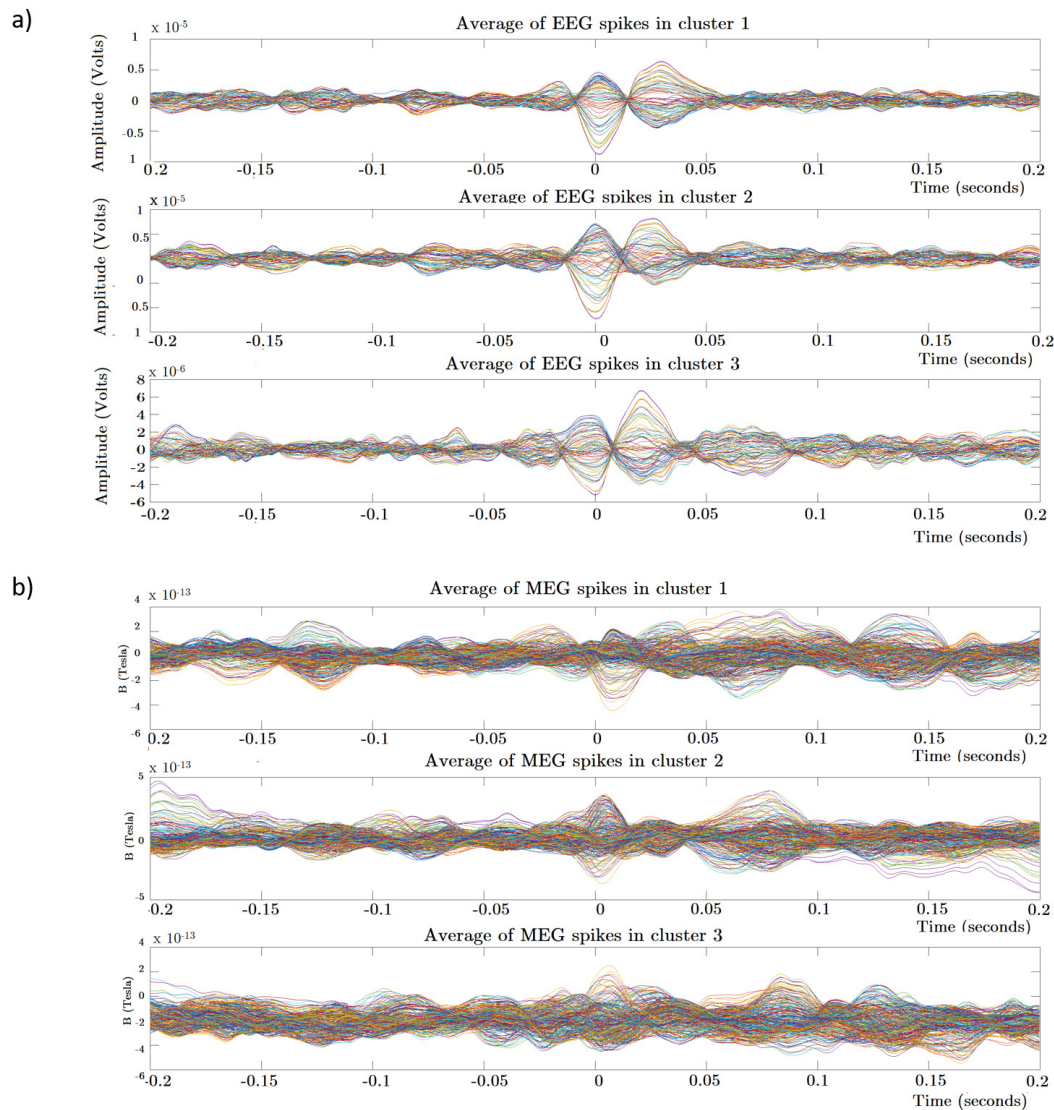 a)
Average of EEG spikes in cluster 1
x 10-5
Amplitude (Volts)
1
0.5
0
-0.5
1
0.2 -0.15 -0.1 -0.05 0 0.05 0.1 0.15 0.2
Time (seconds)
Average of EEG spikes in cluster 2
x 10-5
Amplitude (Volts)
1
0.5
0
0.5
1
-0.2 -0.15 -0.1 -0.05 0 0.05 0.1 0.15 0.2
Time (seconds)
Average of EEG spikes in cluster 3
x 10-6
Amplitude (Volts)
8
6
4
2
0
-2
-4
-6
-0.2 -0.15 -0.1 -0.05 0 0.05 0.1 0.15 0.2
Time (seconds)
b)
Average of MEG spikes in cluster 1
x 10-13
B (Tesla)
4
2
0
-2
-4
-6
0.2 -0.15 -0.1 -0.05 0 0.05 0.1 0.15 0.2
Time (seconds)
Average of MEG spikes in cluster 2
x 10-13
B (Tesla)
5
0
-5
-0.2 -0.15 -0.1 -0.05 0 0.05 0.1 0.15 0.2
Time (seconds)
Average of MEG spikes in cluster 3
x 10-13
B (Tesla)
4
2
0
-2
-4
-6
-0.2 -0.15 -0.1 -0.05 0 0.05 0.1 0.15 0.2
Time (seconds)